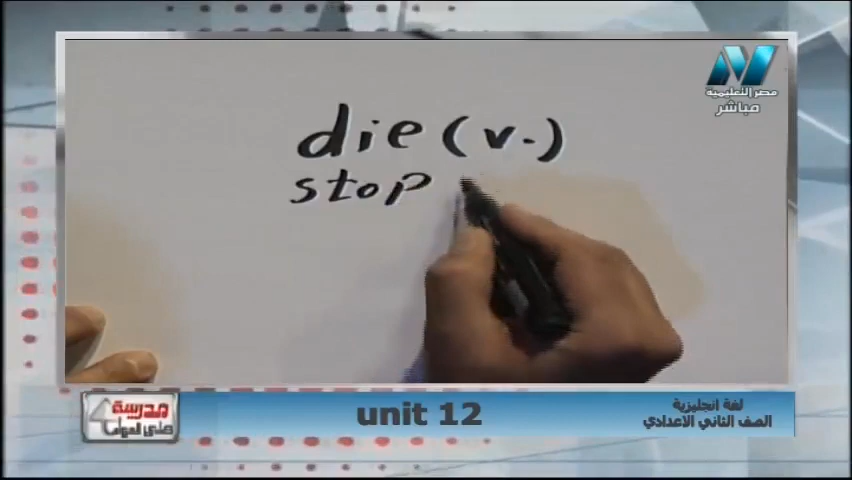 مصر التعليمية
مباشر
die (v.)
stop
مدرسة
على الهواء
unit 12
لغة انجليزية
الصف الثاني الاعدادي